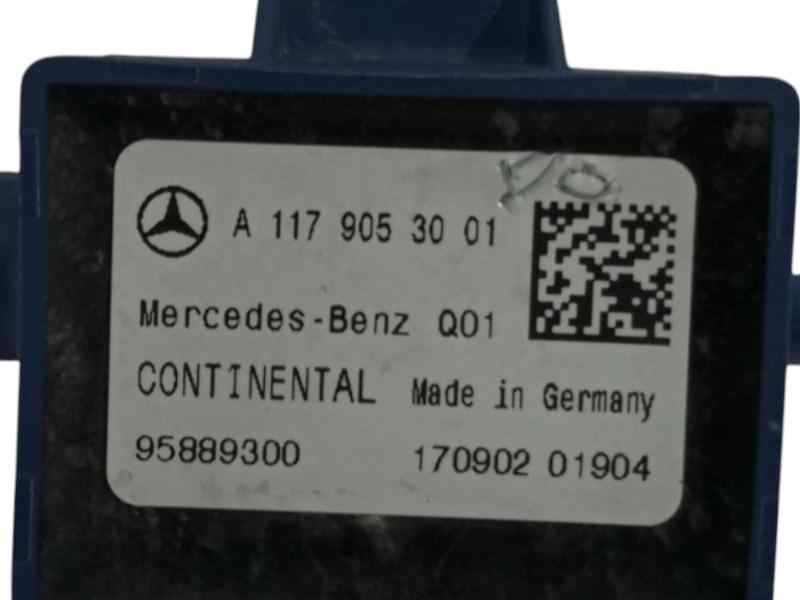 A 117 905 30 01
Mercedes-Benz Q01
CONTINENTAL Made in Germany
95889300 170902 01904